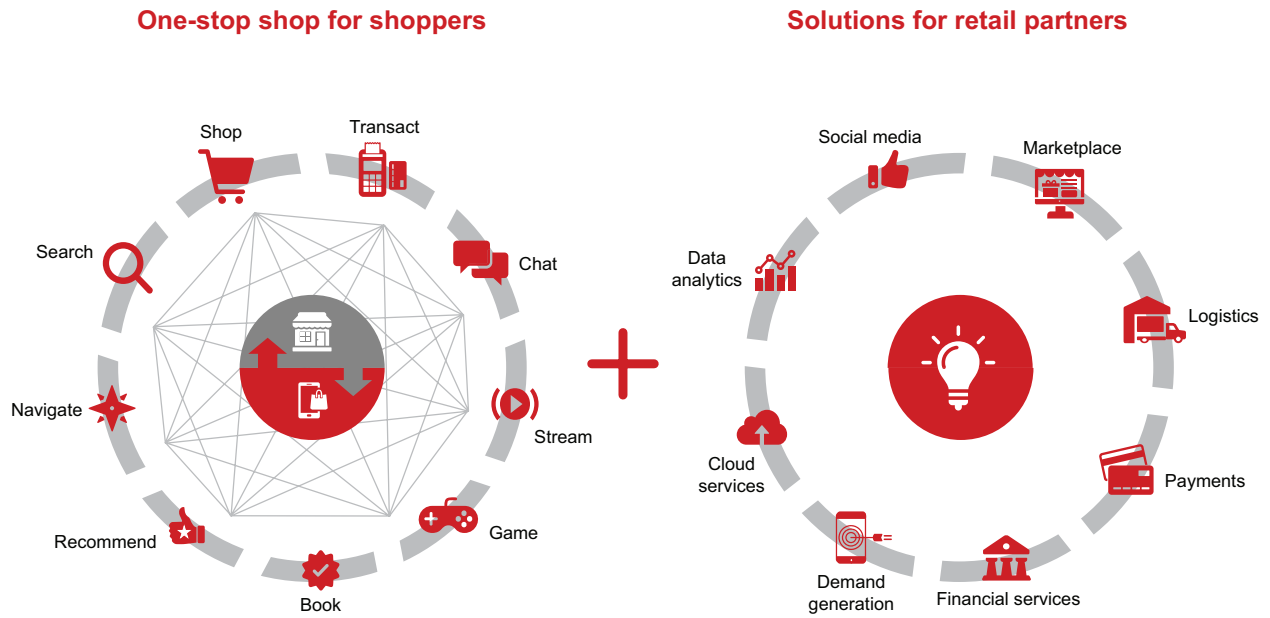 One-stop shop for shoppers
Shop
Transact
Search
Chat
Navigate
Stream
Recommend
Game
Book
Solutions for retail partners
Social media
Marketplace
Data
analytics
Logistics
Cloud
services
Payments
Demand
generation
Financial services